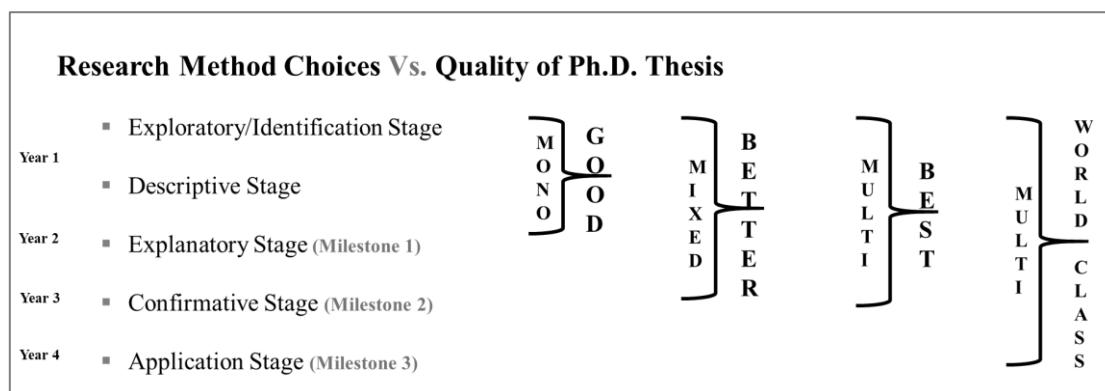 Research Method Choices Vs. Quality of Ph.D. Thesis
Exploratory/Identification Stage
Year 1
Descriptive Stage
Year 2
Explanatory Stage (Milestone 1)
Year 3
Confirmative Stage (Milestone 2)
Year 4
Application Stage (Milestone 3)
MONO
GOOD
MIXED
BETTER
MULTI
BEST
MULTI
WORLD CLASS